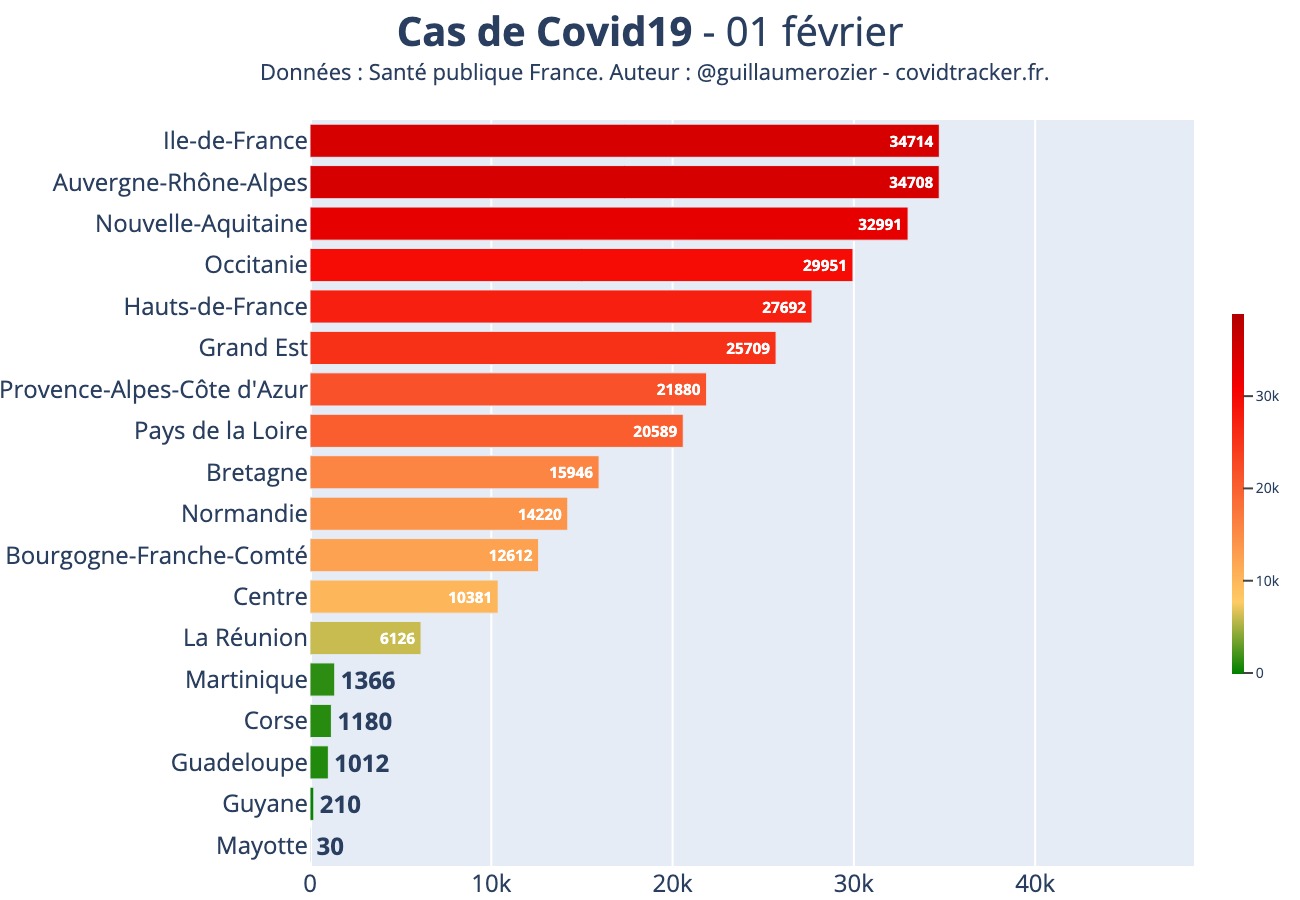 Cas de Covid19 - 01 février
Données : Santé publique France. Auteur : @guillaumerozier - covidtracker.fr.
Ile-de-France 34714
Auvergne-Rhône-Alpes 34708
Nouvelle-Aquitaine 32991
Occitanie 29951
Hauts-de-France 27692
Grand Est 25709
Provence-Alpes-Côte d'Azur 21880
Pays de la Loire 20589
Bretagne 15946
Normandie 14220
Bourgogne-Franche-Comté 12612
Centre 10381
La Réunion 6126
Martinique 1366
Corse 1180
Guadeloupe 1012
Guyane 210
Mayotte 30
0 10k 20k 30k 40k
30k
20k
10k
0